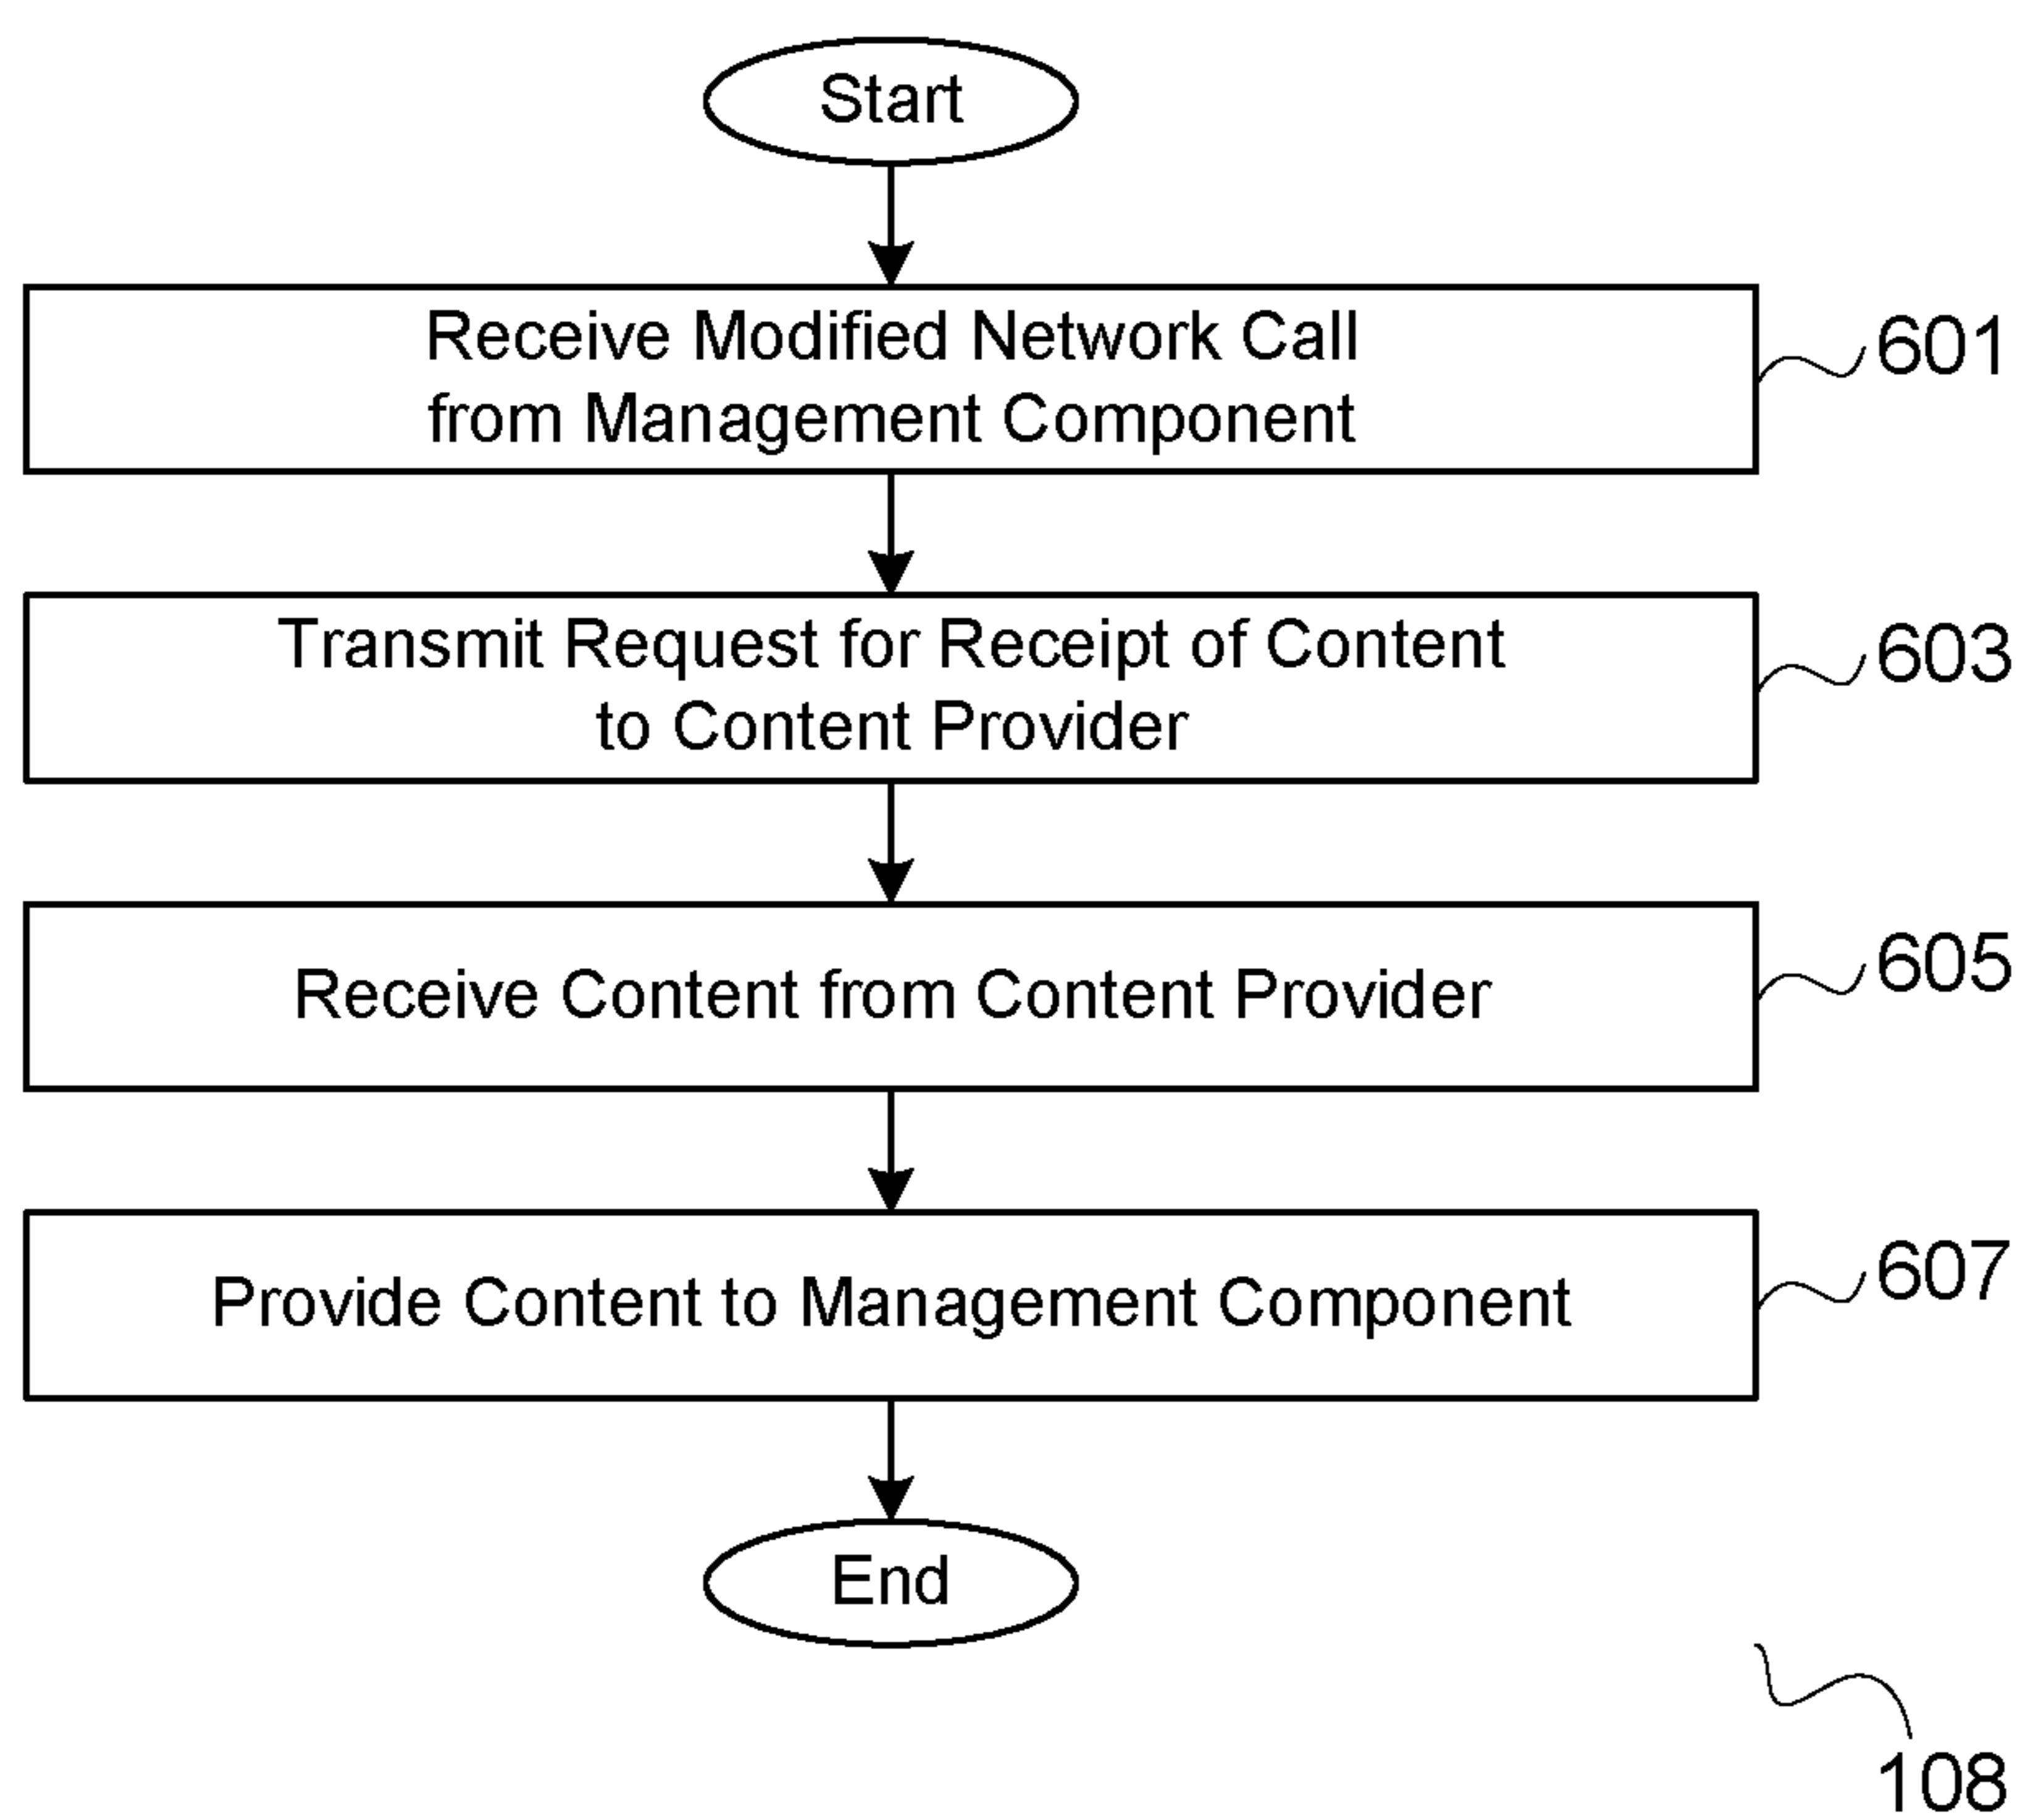 Start
Receive Modified Network Call
from Management Component
601
Transmit Request for Receipt of Content
to Content Provider
603
Receive Content from Content Provider
605
Provide Content to Management Component
607
End
108